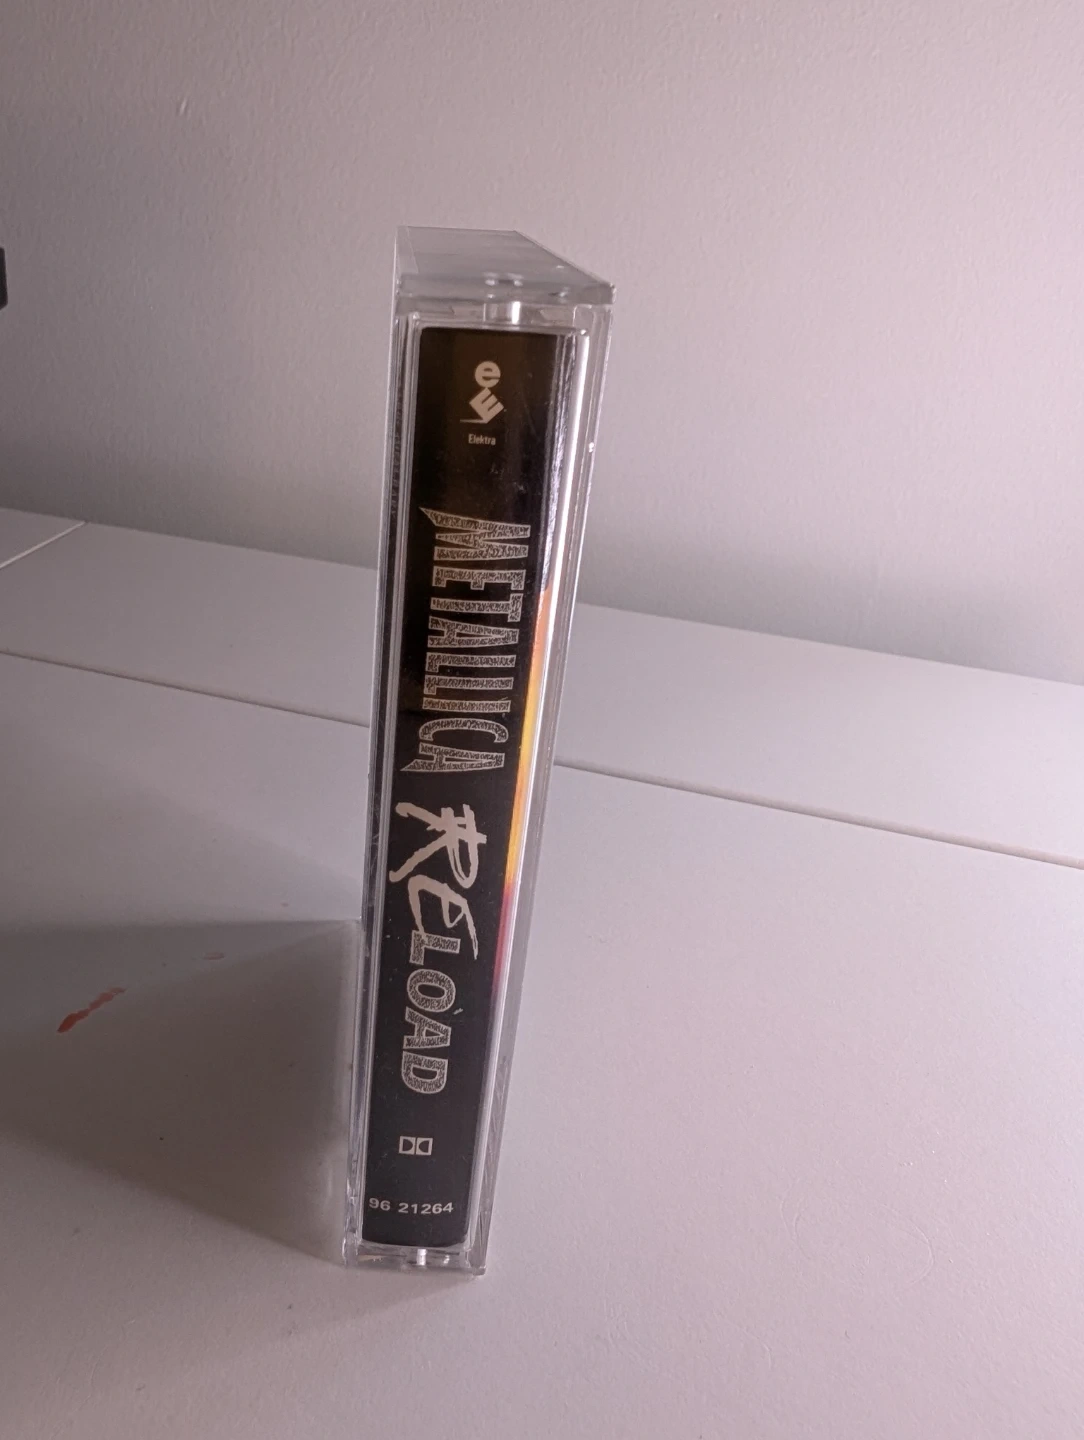 e
E
Elektra
METALLICA
RELOAD
96 21264